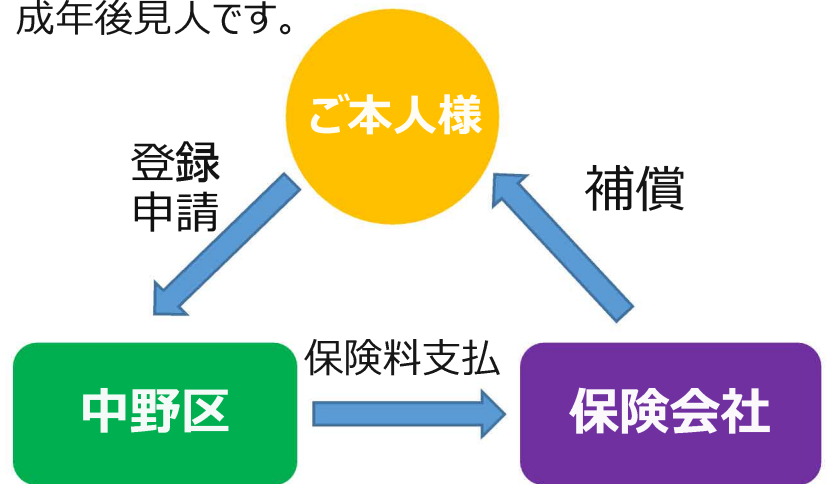 成年後見人です。
ご本人様
登録
申請
補償
保険料支払
中野区
保険会社